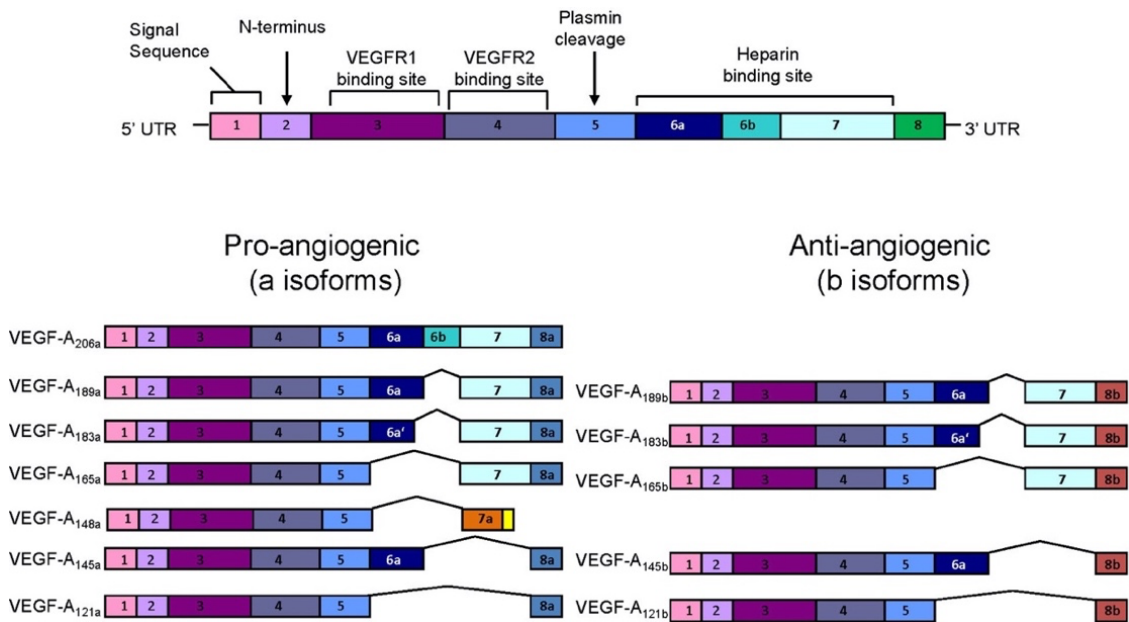 Signal
Sequence
N-terminus
VEGFR1
binding site
VEGFR2
binding site
Plasmin
cleavage
Heparin
binding site
5' UTR
1 2 3 4 5 6a 6b 7 8
3' UTR
Pro-angiogenic
(a isoforms)
VEGF-A206a 1 2 3 4 5 6a 6b 7 8a
VEGF-A189a 1 2 3 4 5 6a 7 8a
VEGF-A183a 1 2 3 4 5 6a‘ 7 8a
VEGF-A165a 1 2 3 4 5 7 8a
VEGF-A148a 1 2 3 4 5 7a
VEGF-A145a 1 2 3 4 5 6a 8a
VEGF-A121a 1 2 3 4 5 8a
Anti-angiogenic
(b isoforms)
VEGF-A189b 1 2 3 4 5 6a 7 8b
VEGF-A183b 1 2 3 4 5 6a‘ 7 8b
VEGF-A165b 1 2 3 4 5 7 8b
VEGF-A145b 1 2 3 4 5 6a 8b
VEGF-A121b 1 2 3 4 5 8b